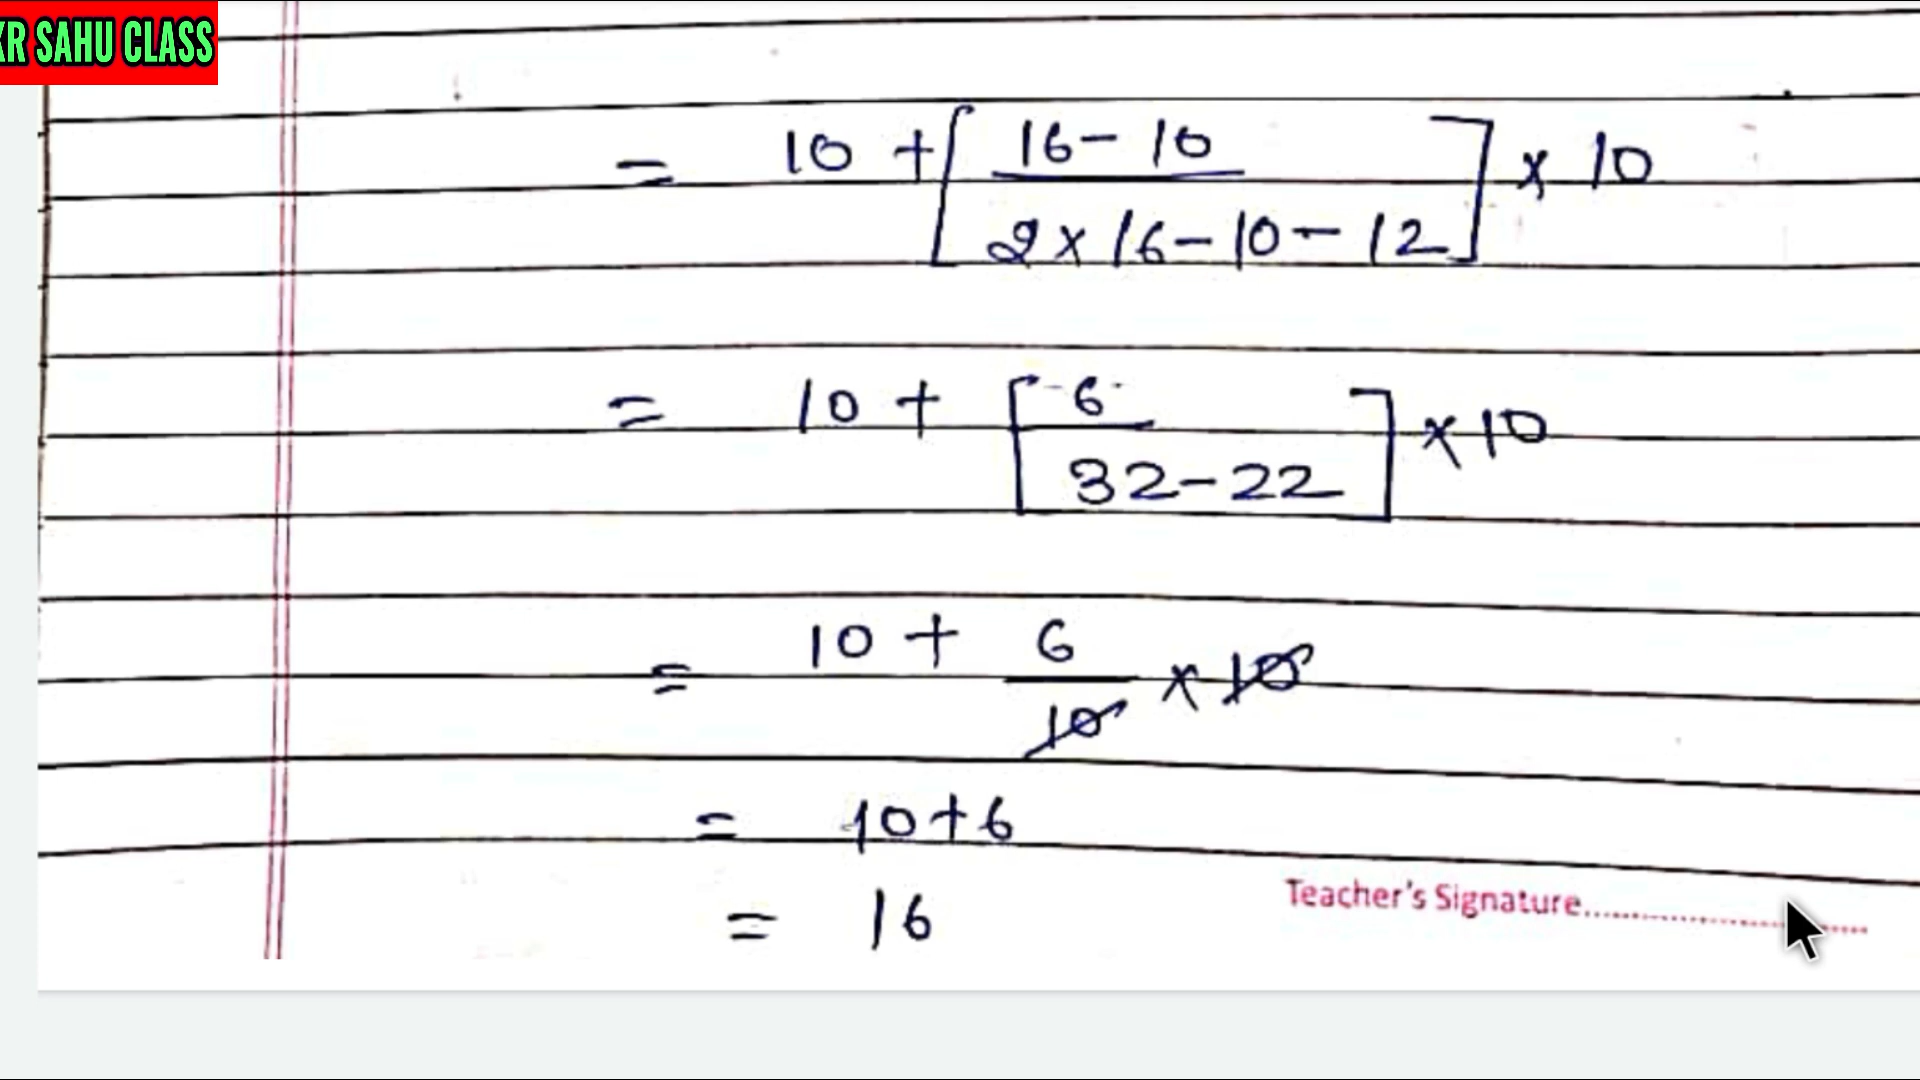 KR SAHU CLASS
= 10 + [ 16 - 10 / 2 × 16 - 10 - 12 ] × 10
= 10 + [ 6 / 32 - 22 ] × 10
= 10 + 6 / 10 × 10
= 10 + 6
= 16
Teacher's Signature